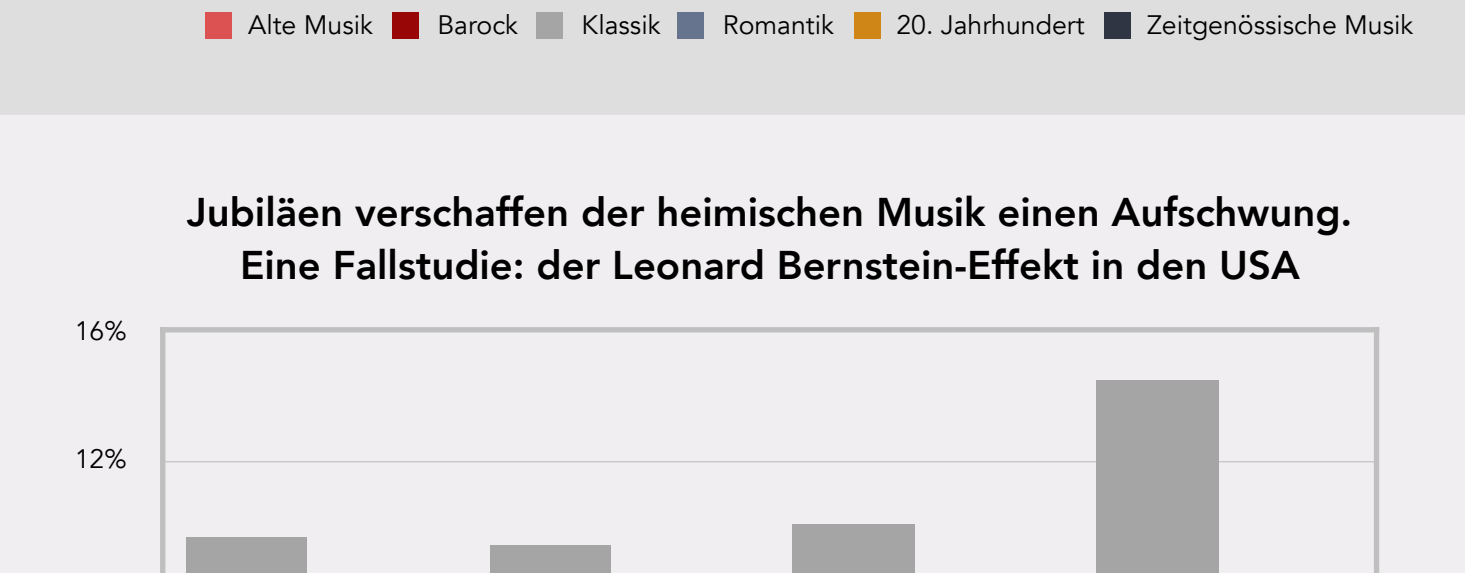 Alte Musik Barock Klassik Romantik 20. Jahrhundert Zeitgenössische Musik
Jubiläen verschaffen der heimischen Musik einen Aufschwung.
Eine Fallstudie: der Leonard Bernstein-Effekt in den USA
16%
12%